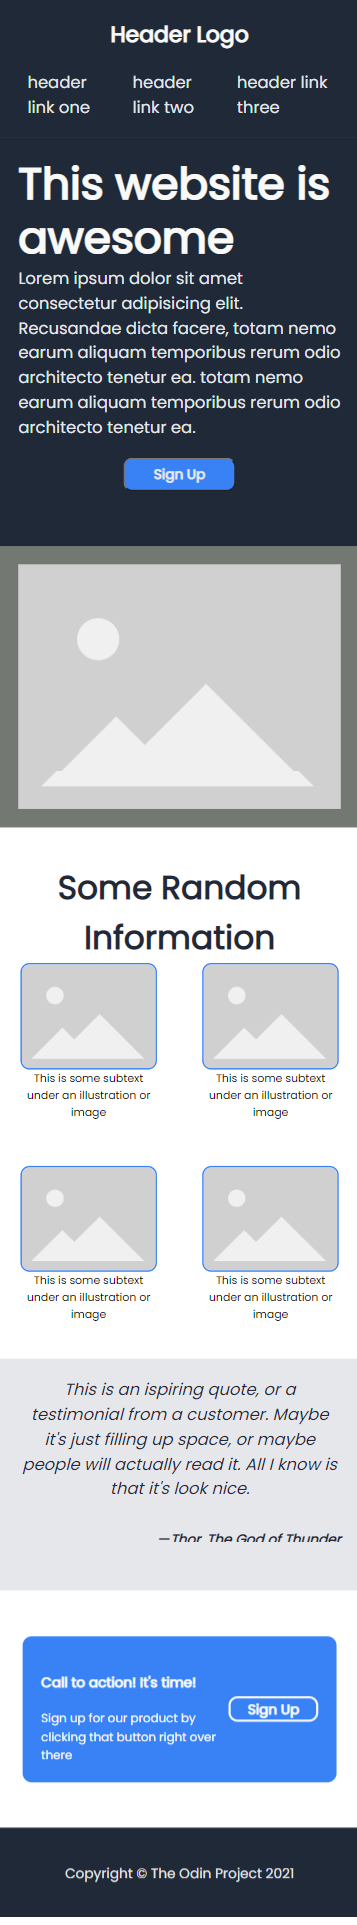 Header Logo
header link one
header link two
header link three
This website is
awesome
Lorem ipsum dolor sit amet
consectetur adipisicing elit.
Recusandae dicta facere, totam nemo
earum aliquam temporibus rerum odio
architecto tenetur ea. totam nemo
earum aliquam temporibus rerum odio
architecto tenetur ea.
Sign Up
Some Random
Information
This is some subtext
under an illustration or
image
This is some subtext
under an illustration or
image
This is some subtext
under an illustration or
image
This is some subtext
under an illustration or
image
This is an ispiring quote, or a
testimonial from a customer. Maybe
it's just filling up space, or maybe
people will actually read it. All I know is
that it's look nice.
—Thor, The God of Thunder
Call to action! It's time!
Sign up for our product by
clicking that button right over
there
Sign Up
Copyright © The Odin Project 2021